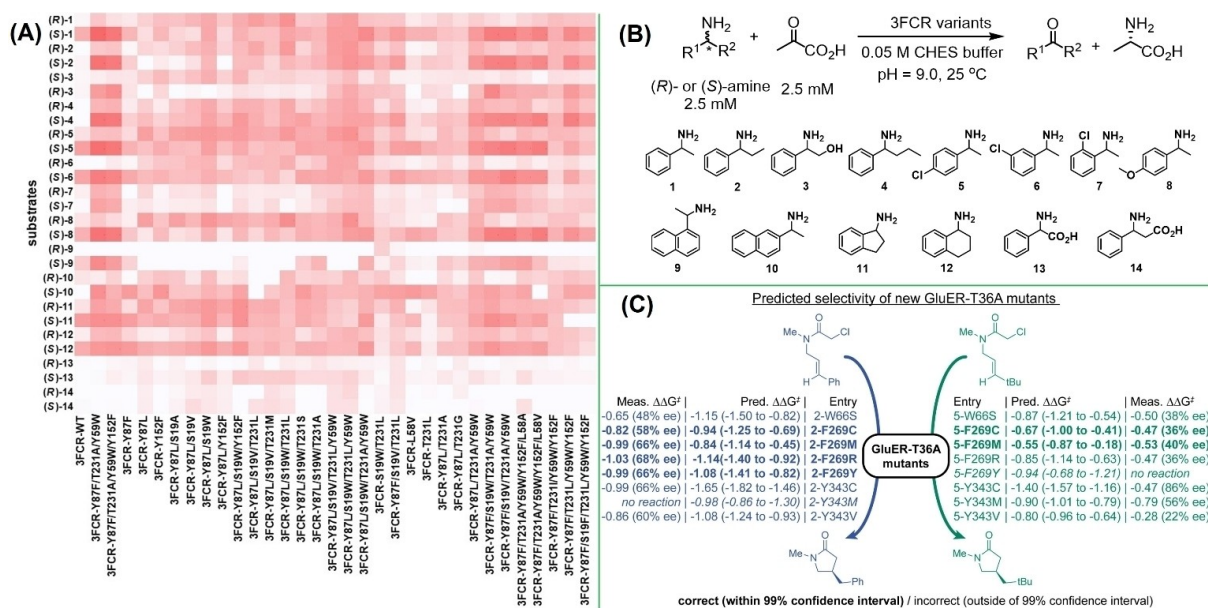 (A)
substrates
(R)-1
(S)-1
(R)-2
(S)-2
(S)-3
(R)-3
(R)-4
(S)-4
(R)-5
(S)-5
(R)-6
(S)-6
(R)-7
(S)-7
(R)-8
(S)-8
(R)-9
(S)-9
(R)-10
(S)-10
(R)-11
(S)-11
(R)-12
(S)-12
(R)-13
(S)-13
(R)-14
(S)-14
3FCR-WT
3FCR-Y87F/T231A/Y59W
3FCR-Y87F/T231A/Y59W/Y152F
3FCR-Y87F
3FCR-Y87L
3FCR-Y152F
3FCR-Y87L/S19A
3FCR-Y87L/S19V
3FCR-Y87L/S19W
3FCR-Y87L/Y152F
3FCR-Y87L/S19W/Y152F
3FCR-Y87L/S19W/T231L
3FCR-Y87L/S19V/T231M
3FCR-Y87L/S19V/T231L
3FCR-Y87L/S19W/T231S
3FCR-Y87L/S19W/T231A
3FCR-Y87L/S19W/T231L/Y59W
3FCR-Y87L/S19V/T231L/Y59W
3FCR-Y87L/S19W/T231A/Y59W
3FCR-S19W/T231L
3FCR-Y87F/S19V/T231L
3FCR-L58V
3FCR-T231L
3FCR-Y87L/T231A
3FCR-Y87L/T231G
3FCR-Y87L/T231A/Y59W
3FCR-Y87F/S19W/T231A/Y59W
3FCR-Y87F/S19V/T231A/Y59W
3FCR-Y87F/T231A/Y59W/Y152F/L58A
3FCR-Y87F/T231A/Y59W/Y152F/L58V
3FCR-Y87F/T231I/Y59W/Y152F
3FCR-Y87F/T231L/Y59W/Y152F
3FCR-Y87F/S19F/T231L/Y59W/Y152F
(B)
NH2
R1 * R2
+
O
CO2H
3FCR variants
0.05 M CHES buffer
pH = 9.0, 25 oC
O
R1 R2
+
NH2
CO2H
(R)- or (S)-amine
2.5 mM
2.5 mM
NH2 NH2 NH2 OH NH2 NH2 Cl NH2 Cl NH2 Cl NH2 O
1 2 3 4 5 6 7 8
NH2 NH2 NH2 NH2 NH2 CO2H NH2 CO2H
9 10 11 12 13 14
(C)
Predicted selectivity of new GluER-T36A mutants
O Me N Cl H Ph
O Me N Cl H tBu
Meas. ΔΔG‡ | Pred. ΔΔG‡ | Entry
-0.65 (48% ee) | -1.15 (-1.50 to -0.82) | 2-W66S
-0.82 (58% ee) | -0.94 (-1.25 to -0.69) | 2-F269C
-0.99 (66% ee) | -0.84 (-1.14 to -0.45) | 2-F269M
-1.03 (68% ee) | -1.14(-1.40 to -0.92) | 2-F269R
-0.99 (66% ee) | -1.08 (-1.41 to -0.82) | 2-F269Y
-0.99 (66% ee) | -1.65 (-1.82 to -1.46) | 2-Y343C
no reaction | -0.98 (-0.86 to -1.30) | 2-Y343M
-0.86 (60% ee) | -1.08 (-1.24 to -0.93) | 2-Y343V
GluER-T36A
mutants
Entry | Pred. ΔΔG‡ | Meas. ΔΔG‡
5-W66S | -0.87 (-1.21 to -0.54) | -0.50 (38% ee)
5-F269C | -0.67 (-1.00 to -0.41) | -0.47 (36% ee)
5-F269M | -0.55 (-0.87 to -0.18) | -0.53 (40% ee)
5-F269R | -0.85 (-1.14 to -0.63) | -0.47 (36% ee)
5-F269Y | -0.94 (-0.68 to -1.21) | no reaction
5-Y343C | -1.40 (-1.57 to -1.16) | -0.47 (86% ee)
5-Y343M | -0.90 (-1.01 to -0.79) | -0.79 (56% ee)
5-Y343V | -0.80 (-0.96 to -0.64) | -0.28 (22% ee)
O Me N Ph
O Me N tBu
correct (within 99% confidence interval) / incorrect (outside of 99% confidence interval)